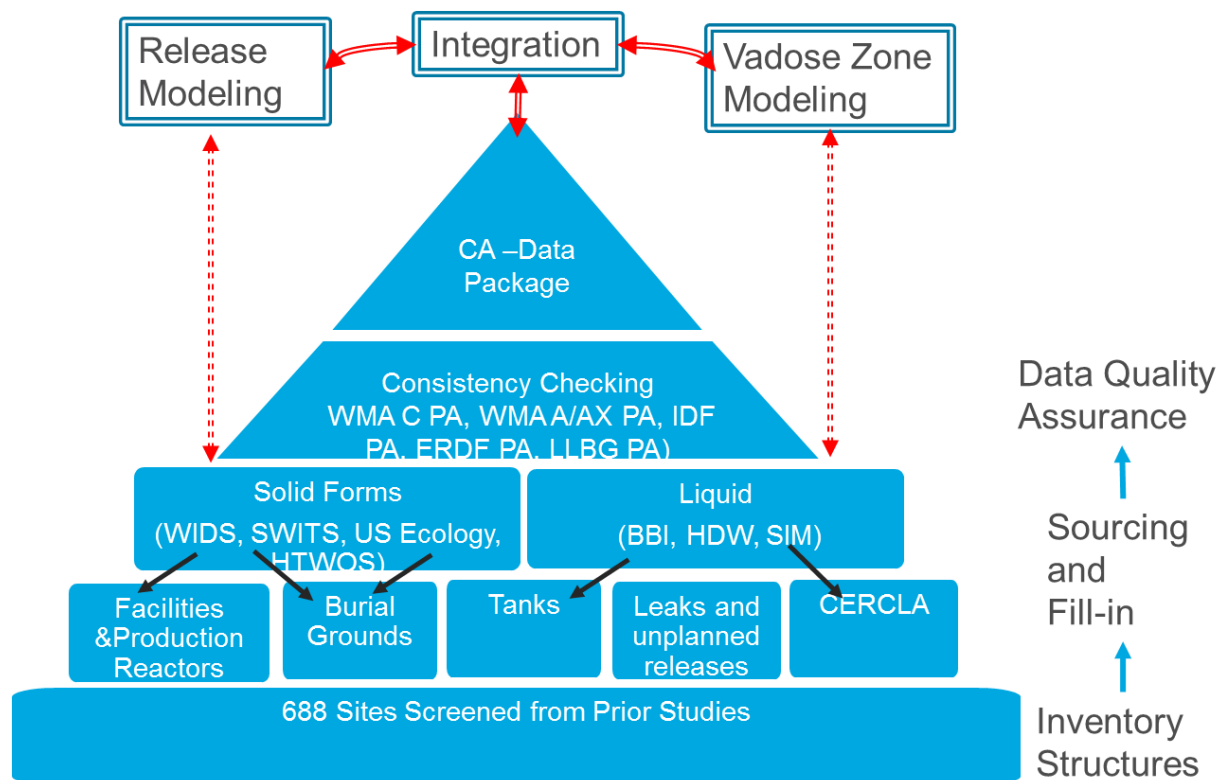 Release
Modeling
Integration
Vadose Zone
Modeling
CA –Data
Package
Consistency Checking
WMA C PA, WMA A/AX PA, IDF
PA, ERDF PA, LLBG PA)
Solid Forms
(WIDS, SWITS, US Ecology,
HTWOS)
Liquid
(BBI, HDW, SIM)
Facilities
&Production
Reactors
Burial
Grounds
Tanks
Leaks and
unplanned
releases
CERCLA
688 Sites Screened from Prior Studies
Data Quality
Assurance
Sourcing
and
Fill-in
Inventory
Structures